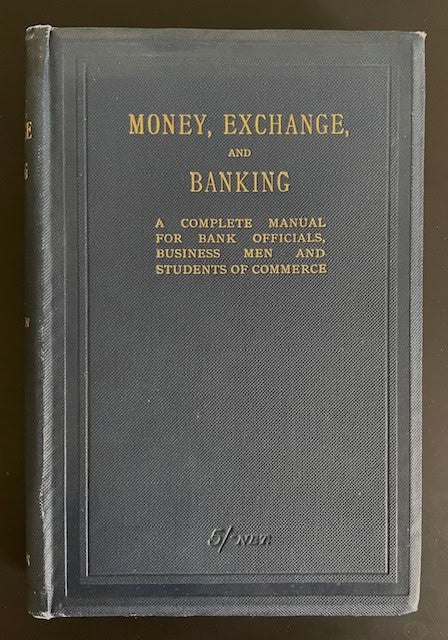 MONEY, EXCHANGE,
AND
BANKING
A COMPLETE MANUAL
FOR BANK OFFICIALS,
BUSINESS MEN AND
STUDENTS OF COMMERCE
5/- NET.